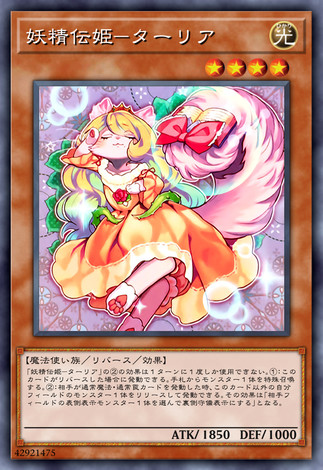 妖精伝姫－ターリア
光
【魔法使い族／リバース／効果】
「妖精伝姫－ターリア」の②の効果は１ターンに１度しか使用できない。①：こ
のカードがリバースした場合に発動できる。手札からモンスター１体を特殊召喚す
る。②：相手が通常魔法・通常罠カードを発動した時、このカード以外の自分
フィールドのモンスター１体をリリースして発動できる。その効果は「相手フ
ィールドの表側表示モンスター１体を選んで裏側守備表示にする」となる。
ATK/1850 DEF/1000
42921475